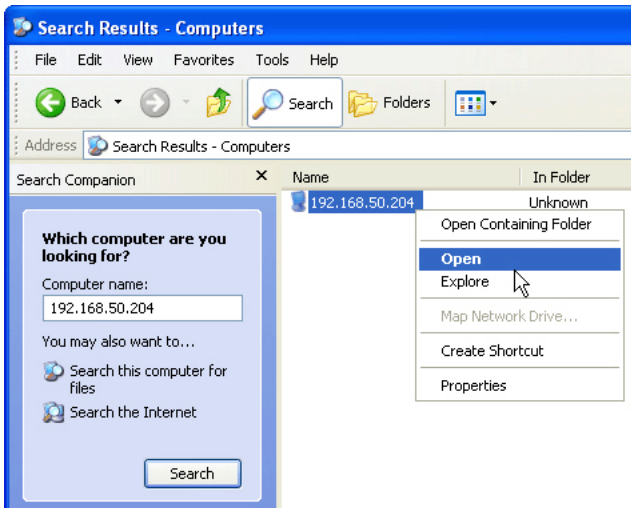 Search Results - Computers
File Edit View Favorites Tools Help
Back Search Folders
Address Search Results - Computers
Search Companion
Name In Folder
192.168.50.204 Unknown
Which computer are you
looking for?
Computer name:
192.168.50.204
You may also want to...
Search this computer for
files
Search the Internet
Search
Open Containing Folder
Open
Explore
Map Network Drive...
Create Shortcut
Properties